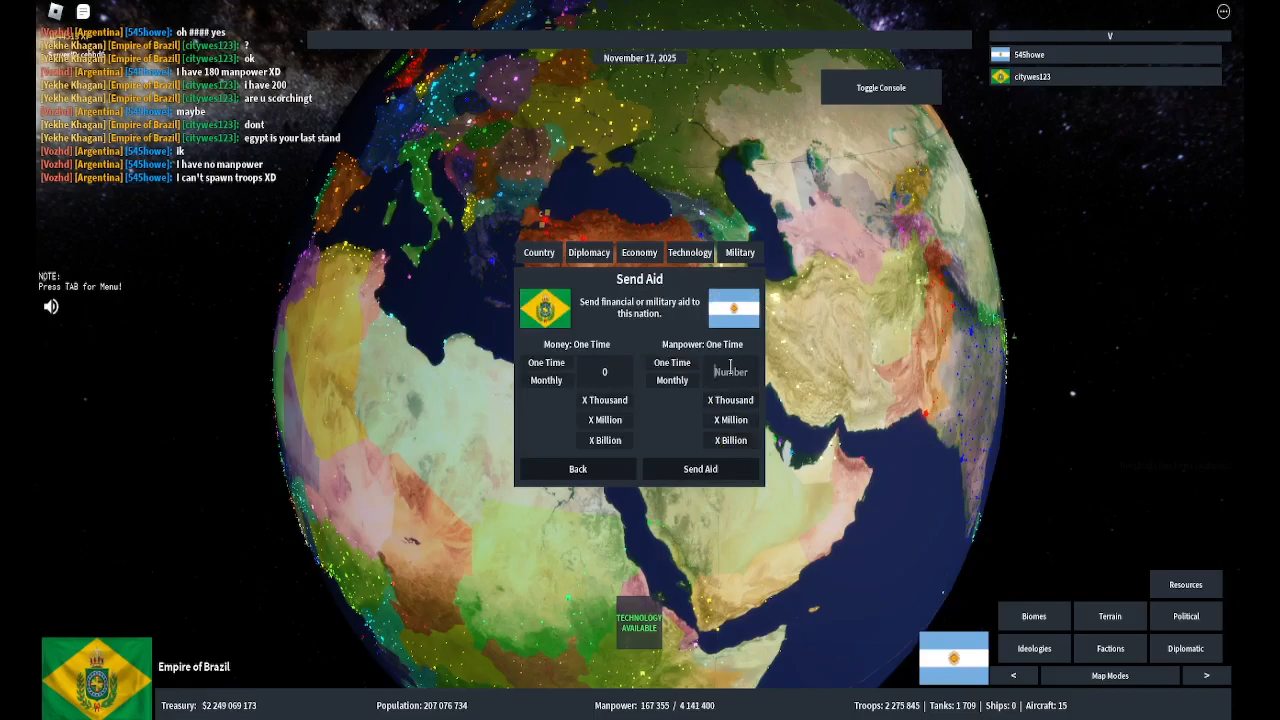 [Vozhd] [Argentina] [545howe]: oh #### yes
[Yekhe Khagan] [Empire of Brazil] [citywes123]: ?
[Yekhe Khagan] [Empire of Brazil] [citywes123]: ok
[Vozhd] [Argentina] [545howe]: I have 180 manpower XD
[Yekhe Khagan] [Empire of Brazil] [citywes123]: i have 200
[Yekhe Khagan] [Empire of Brazil] [citywes123]: are u scorchingt
[Vozhd] [Argentina] [545howe]: maybe
[Yekhe Khagan] [Empire of Brazil] [citywes123]: dont
[Yekhe Khagan] [Empire of Brazil] [citywes123]: egypt is your last stand
[Vozhd] [Argentina] [545howe]: ik
[Vozhd] [Argentina] [545howe]: I have no manpower
[Vozhd] [Argentina] [545howe]: I can't spawn troops XD
November 17, 2025
V
545howe
citywes123
Toggle Console
NOTE:
Press TAB for Menu!
Country Diplomacy Economy Technology Military
Send Aid
Send financial or military aid to
this nation.
Money: One Time Manpower: One Time
One Time 0 One Time Number
Monthly Monthly
X Thousand X Thousand
X Million X Million
X Billion X Billion
Back Send Aid
TECHNOLOGY
AVAILABLE
Resources
Biomes Terrain Political
Ideologies Factions Diplomatic
< Map Modes >
Empire of Brazil
Treasury: $2 249 069 173 Population: 207 076 734 Manpower: 167 355 / 4 141 400 Troops: 2 275 845 | Tanks: 1 709 | Ships: 0 | Aircraft: 15